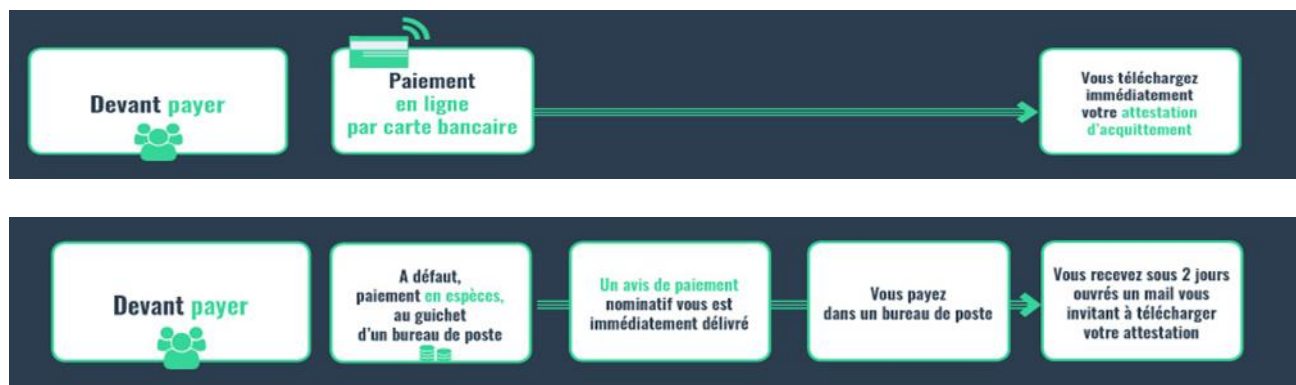 Devant payer
Paiement
en ligne
par carte bancaire
Vous téléchargez
immédiatement
votre attestation
d'acquittement
Devant payer
A défaut,
paiement en espèces,
au guichet
d'un bureau de poste
Un avis de paiement
nominatif vous est
immédiatement délivré
Vous payez
dans un bureau de poste
Vous recevez sous 2 jours
ouvrés un mail vous
invitant à télécharger
votre attestation